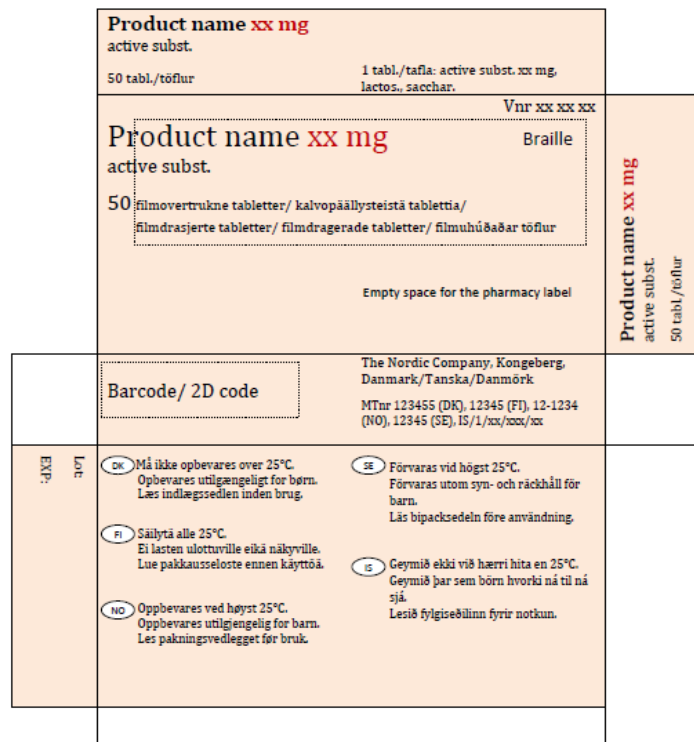 Product name xx mg
active subst.
50 tabl./töflur
1 tabl./tafla: active subst. xx mg,
lactos., sacchar.
Vnr xx xx xx
Product name xx mg
Braille
active subst.
50 filmovertrukne tabletter/ kalvopäällysteistä tablettia/
filmdrasjerte tabletter/ filmdragerade tabletter/ filmuhúðaðar töflur
Empty space for the pharmacy label
Product name xx mg
active subst.
50 tabl./töflur
Barcode/ 2D code
The Nordic Company, Kongeberg,
Danmark/Tanska/Danmörk
MTnr 123455 (DK), 12345 (FI), 12-1234
(NO), 12345 (SE), IS/1/xx/xxx/xx
Lot:
EXP:
DK Må ikke opbevares over 25°C.
Opbevares utilgængeligt for børn.
Læs indlægssedlen inden brug.
FI Säilytä alle 25°C.
Ei lasten ulottuville eikä näkyville.
Lue pakkausseloste ennen käyttöä.
NO Oppbevares ved høyst 25°C.
Oppbevares utilgjengelig for barn.
Les pakningsvedlegget før bruk.
SE Förvaras vid högst 25°C.
Förvaras utom syn- och räckhåll för
barn.
Läs bipacksedeln före användning.
IS Geymið ekki við hærri hita en 25°C.
Geymið þar sem börn hvorki ná til né
sjá.
Lesið fylgiseðilinn fyrir notkun.